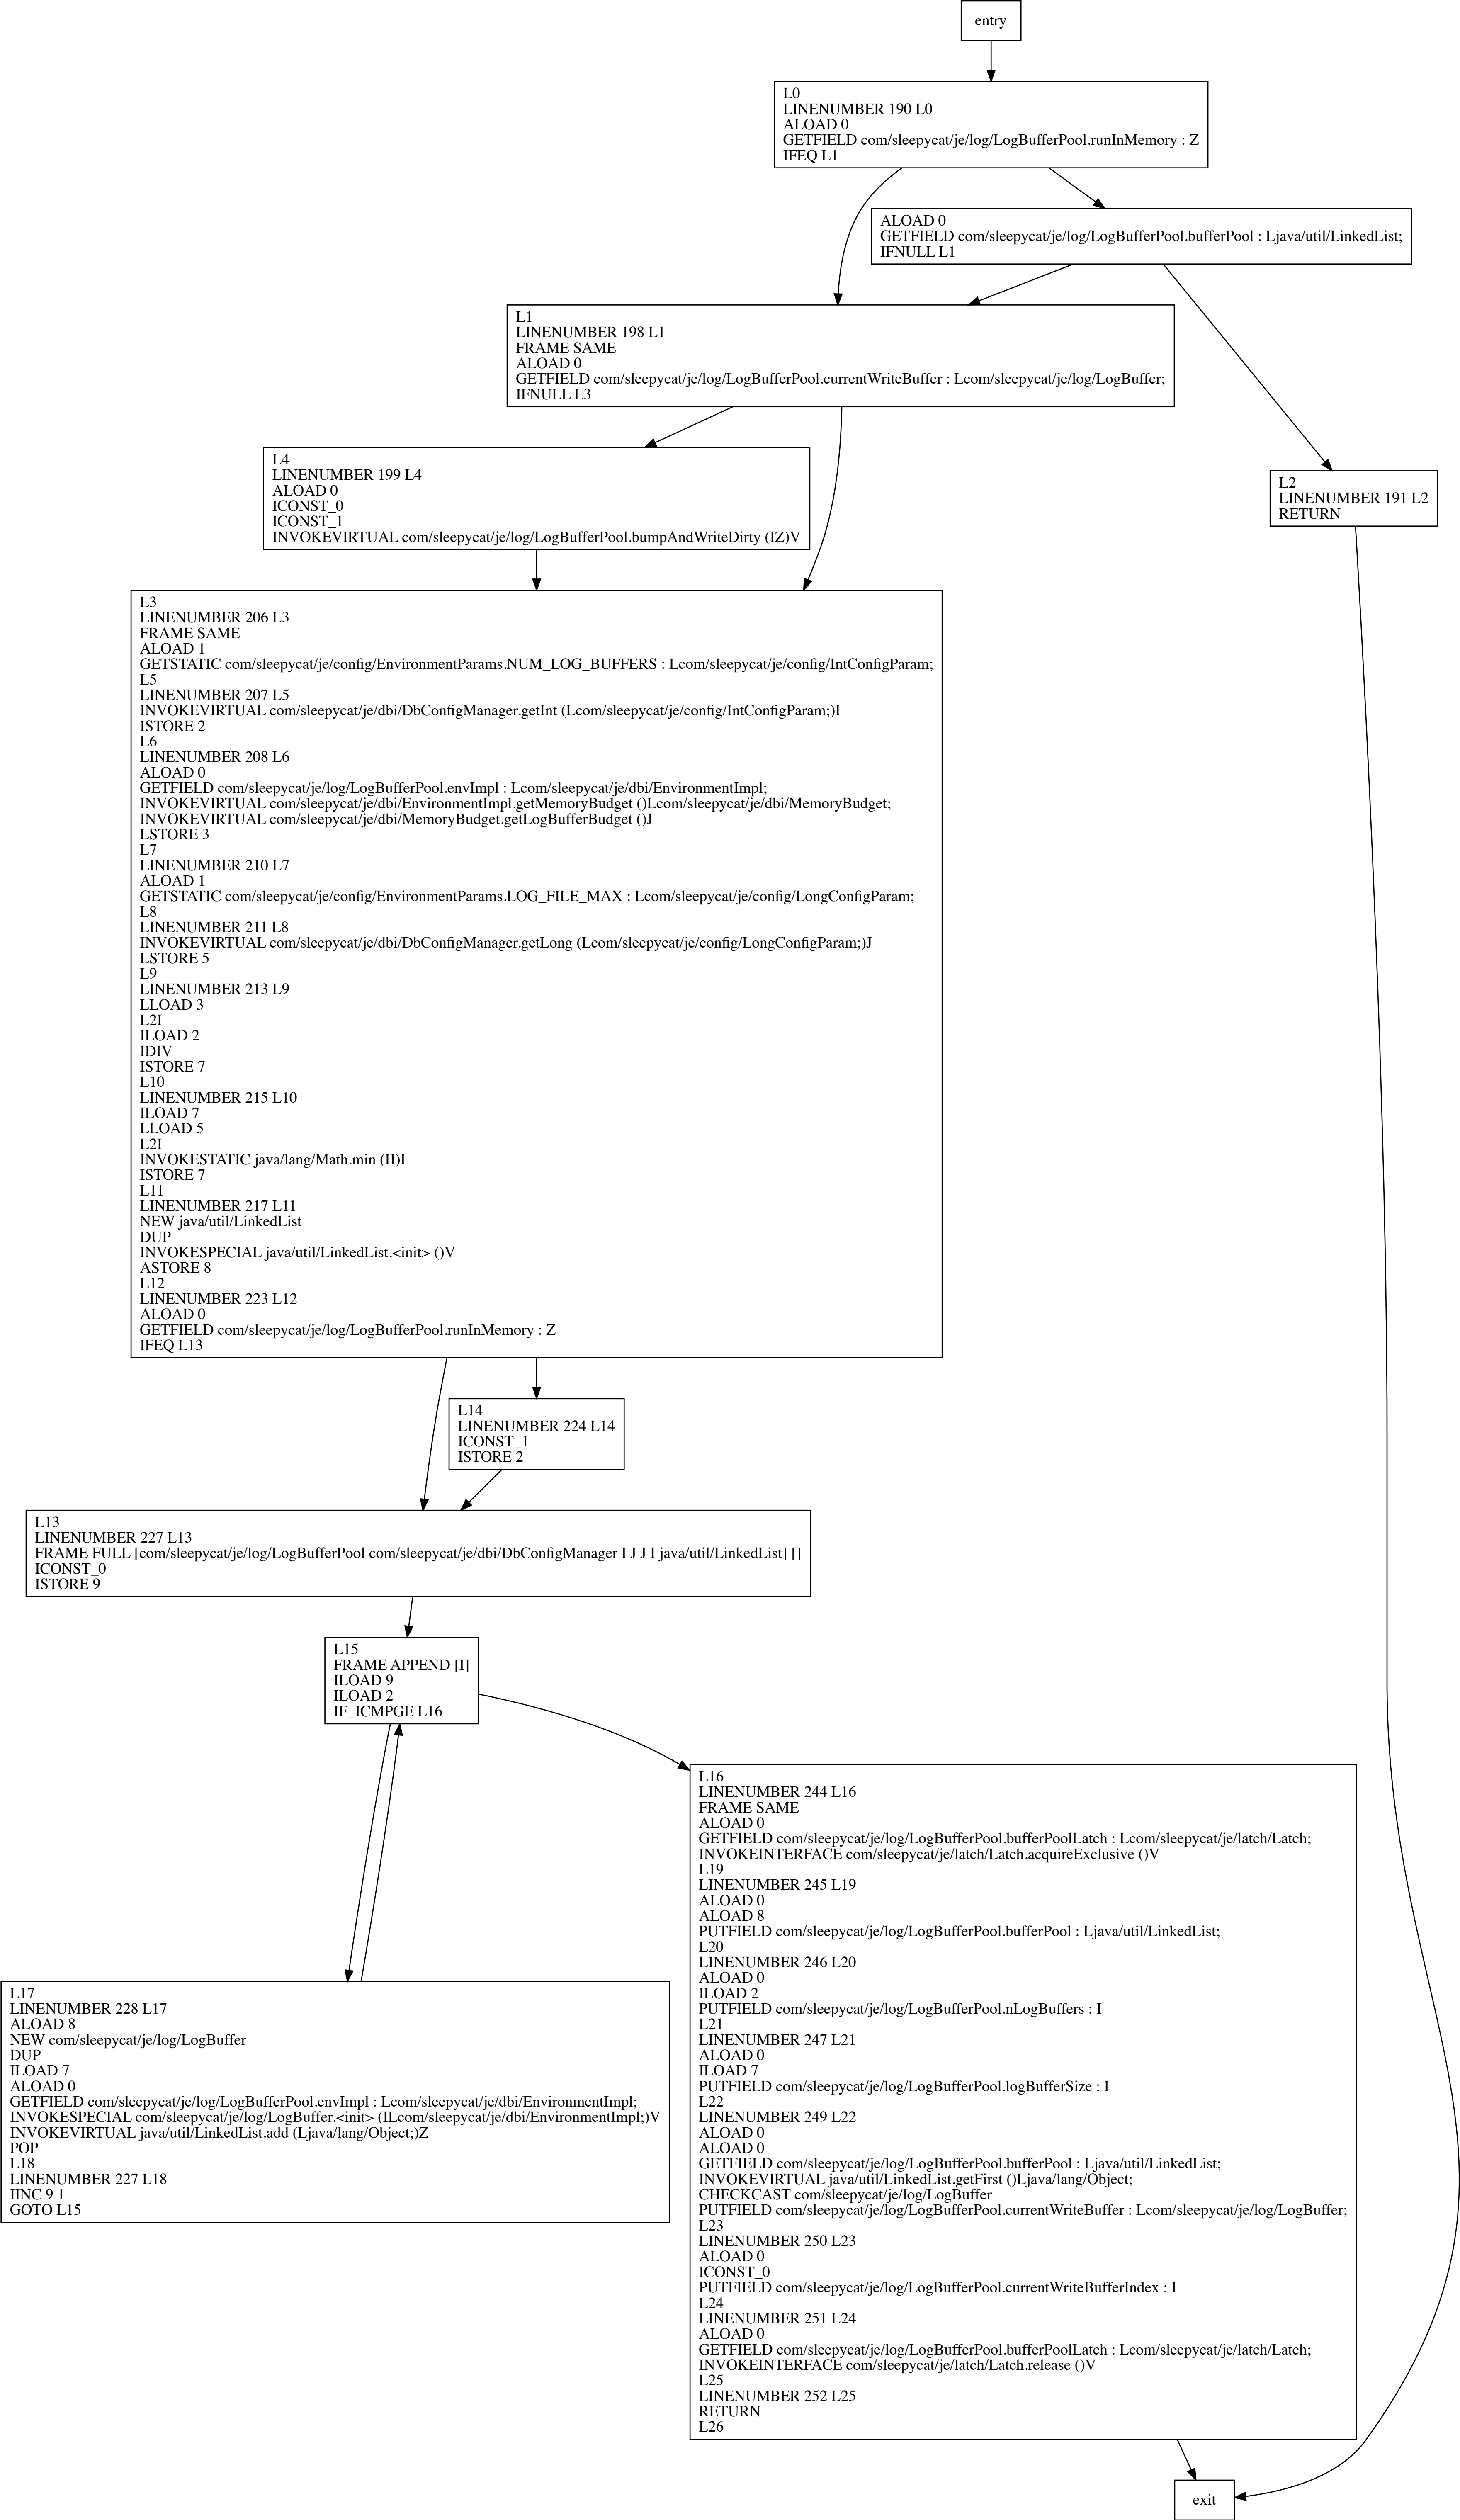 entry
L0
LINENUMBER 190 L0
ALOAD 0
GETFIELD com/sleepycat/je/log/LogBufferPool.runInMemory : Z
IFEQ L1
ALOAD 0
GETFIELD com/sleepycat/je/log/LogBufferPool.bufferPool : Ljava/util/LinkedList;
IFNULL L1
L1
LINENUMBER 198 L1
FRAME SAME
ALOAD 0
GETFIELD com/sleepycat/je/log/LogBufferPool.currentWriteBuffer : Lcom/sleepycat/je/log/LogBuffer;
IFNULL L3
L4
LINENUMBER 199 L4
ALOAD 0
ICONST_0
ICONST_1
INVOKEVIRTUAL com/sleepycat/je/log/LogBufferPool.bumpAndWriteDirty (IZ)V
L2
LINENUMBER 191 L2
RETURN
L3
LINENUMBER 206 L3
FRAME SAME
ALOAD 1
GETSTATIC com/sleepycat/je/config/EnvironmentParams.NUM_LOG_BUFFERS : Lcom/sleepycat/je/config/IntConfigParam;
L5
LINENUMBER 207 L5
INVOKEVIRTUAL com/sleepycat/je/dbi/DbConfigManager.getInt (Lcom/sleepycat/je/config/IntConfigParam;)I
ISTORE 2
L6
LINENUMBER 208 L6
ALOAD 0
GETFIELD com/sleepycat/je/log/LogBufferPool.envImpl : Lcom/sleepycat/je/dbi/EnvironmentImpl;
INVOKEVIRTUAL com/sleepycat/je/dbi/EnvironmentImpl.getMemoryBudget ()Lcom/sleepycat/je/dbi/MemoryBudget;
INVOKEVIRTUAL com/sleepycat/je/dbi/MemoryBudget.getLogBufferBudget ()J
LSTORE 3
L7
LINENUMBER 210 L7
ALOAD 1
GETSTATIC com/sleepycat/je/config/EnvironmentParams.LOG_FILE_MAX : Lcom/sleepycat/je/config/LongConfigParam;
L8
LINENUMBER 211 L8
INVOKEVIRTUAL com/sleepycat/je/dbi/DbConfigManager.getLong (Lcom/sleepycat/je/config/LongConfigParam;)J
LSTORE 5
L9
LINENUMBER 213 L9
LLOAD 3
L2I
ILOAD 2
IDIV
ISTORE 7
L10
LINENUMBER 215 L10
ILOAD 7
LLOAD 5
L2I
INVOKESTATIC java/lang/Math.min (II)I
ISTORE 7
L11
LINENUMBER 217 L11
NEW java/util/LinkedList
DUP
INVOKESPECIAL java/util/LinkedList.<init> ()V
ASTORE 8
L12
LINENUMBER 223 L12
ALOAD 0
GETFIELD com/sleepycat/je/log/LogBufferPool.runInMemory : Z
IFEQ L13
L14
LINENUMBER 224 L14
ICONST_1
ISTORE 2
L13
LINENUMBER 227 L13
FRAME FULL [com/sleepycat/je/log/LogBufferPool com/sleepycat/je/dbi/DbConfigManager I J J I java/util/LinkedList] []
ICONST_0
ISTORE 9
L15
FRAME APPEND [I]
ILOAD 9
ILOAD 2
IF_ICMPGE L16
L16
LINENUMBER 244 L16
FRAME SAME
ALOAD 0
GETFIELD com/sleepycat/je/log/LogBufferPool.bufferPoolLatch : Lcom/sleepycat/je/latch/Latch;
INVOKEINTERFACE com/sleepycat/je/latch/Latch.acquireExclusive ()V
L19
LINENUMBER 245 L19
ALOAD 0
ALOAD 8
PUTFIELD com/sleepycat/je/log/LogBufferPool.bufferPool : Ljava/util/LinkedList;
L20
LINENUMBER 246 L20
ALOAD 0
ILOAD 2
PUTFIELD com/sleepycat/je/log/LogBufferPool.nLogBuffers : I
L21
LINENUMBER 247 L21
ALOAD 0
ILOAD 7
PUTFIELD com/sleepycat/je/log/LogBufferPool.logBufferSize : I
L22
LINENUMBER 249 L22
ALOAD 0
ALOAD 0
GETFIELD com/sleepycat/je/log/LogBufferPool.bufferPool : Ljava/util/LinkedList;
INVOKEVIRTUAL java/util/LinkedList.getFirst ()Ljava/lang/Object;
CHECKCAST com/sleepycat/je/log/LogBuffer
PUTFIELD com/sleepycat/je/log/LogBufferPool.currentWriteBuffer : Lcom/sleepycat/je/log/LogBuffer;
L23
LINENUMBER 250 L23
ALOAD 0
ICONST_0
PUTFIELD com/sleepycat/je/log/LogBufferPool.currentWriteBufferIndex : I
L24
LINENUMBER 251 L24
ALOAD 0
GETFIELD com/sleepycat/je/log/LogBufferPool.bufferPoolLatch : Lcom/sleepycat/je/latch/Latch;
INVOKEINTERFACE com/sleepycat/je/latch/Latch.release ()V
L25
LINENUMBER 252 L25
RETURN
L26
L17
LINENUMBER 228 L17
ALOAD 8
NEW com/sleepycat/je/log/LogBuffer
DUP
ILOAD 7
ALOAD 0
GETFIELD com/sleepycat/je/log/LogBufferPool.envImpl : Lcom/sleepycat/je/dbi/EnvironmentImpl;
INVOKESPECIAL com/sleepycat/je/log/LogBuffer.<init> (ILcom/sleepycat/je/dbi/EnvironmentImpl;)V
INVOKEVIRTUAL java/util/LinkedList.add (Ljava/lang/Object;)Z
POP
L18
LINENUMBER 227 L18
IINC 9 1
GOTO L15
exit